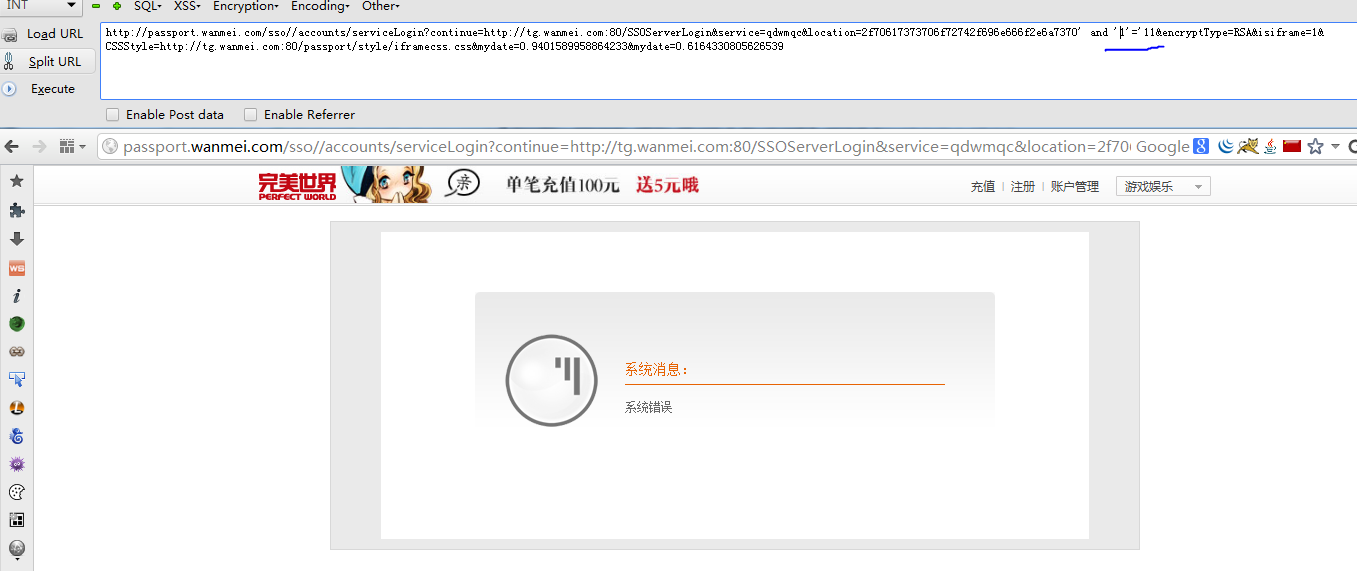 INT SQL- XSS- Encryption- Encoding- Other-
Load URL
Split URL
Execute
http://passport.wanmei.com/sso//accounts/serviceLogin?continue=http://tg.wanmei.com:80/SSOServerLogin&service=qdwmqc&location=2f70617373706f72742f696e666f2e6a7370' and '1'='11&encryptType=RSA&isiframe=1&
CSSStyle=http://tg.wanmei.com:80/passport/style/iframecss.css&mydate=0.9401589958864233&mydate=0.6164330805626539
Enable Post data Enable Referrer
passport.wanmei.com/sso//accounts/serviceLogin?continue=http://tg.wanmei.com:80/SSOServerLogin&service=qdwmqc&location=2f70 Google
完美世界
PERFECT WORLD
亲 单笔充值100元 送5元哦
充值 注册 账户管理 游戏娱乐
WS
系统消息：
系统错误